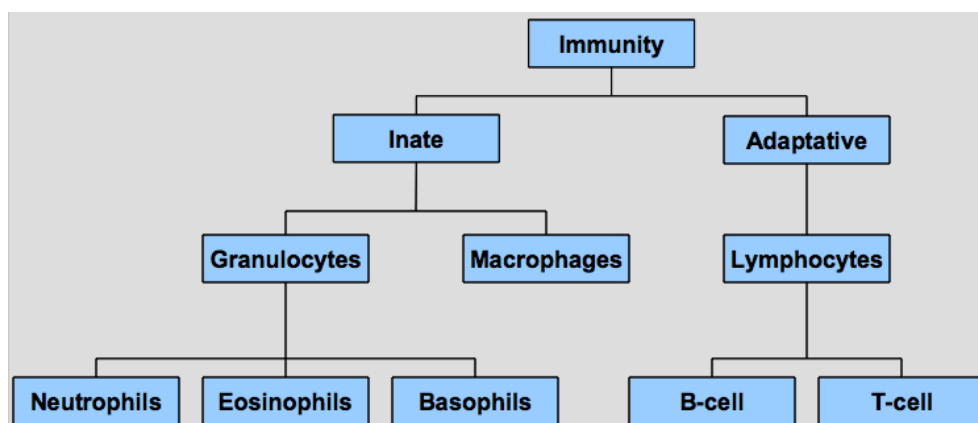 Immunity
Inate
Adaptative
Granulocytes
Macrophages
Lymphocytes
Neutrophils
Eosinophils
Basophils
B-cell
T-cell